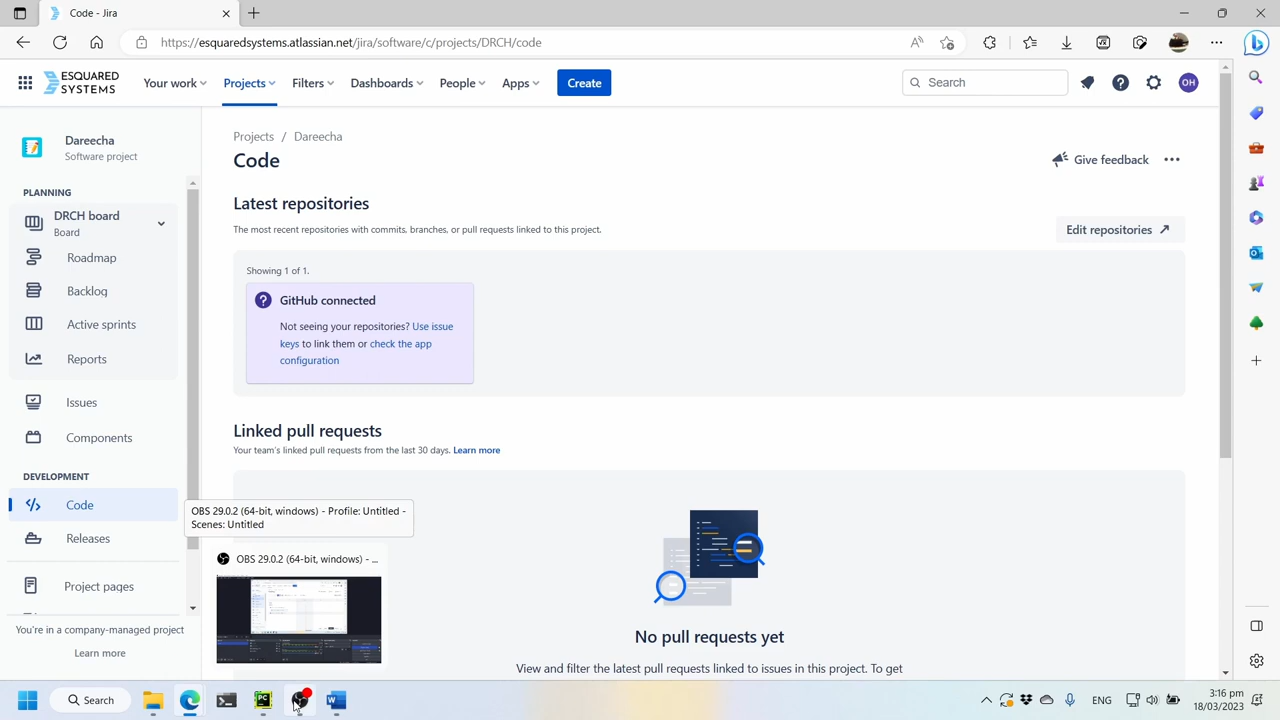 Code - Jira
https://esquaredsystems.atlassian.net/jira/software/c/projects/DRCH/code
ESQUARED
SYSTEMS
Your work
Projects
Filters
Dashboards
People
Apps
Create
Search
OH
Dareecha
Software project
PLANNING
DRCH board
Board
Roadmap
Backlog
Active sprints
Reports
Issues
Components
DEVELOPMENT
Code
Releases
Project pages
You're in a company-managed project
Learn more
Projects / Dareecha
Code
Give feedback
Latest repositories
The most recent repositories with commits, branches, or pull requests linked to this project.
Edit repositories
Showing 1 of 1.
GitHub connected
Not seeing your repositories? Use issue
keys to link them or check the app
configuration
Linked pull requests
Your team's linked pull requests from the last 30 days. Learn more
No pull requests yet
View and filter the latest pull requests linked to issues in this project. To get
OBS 29.0.2 (64-bit, windows) - Profile: Untitled -
Scenes: Untitled
OBS 29.0.2 (64-bit, windows) - ...
Search
PC
W
ENG
3:16 pm
18/03/2023